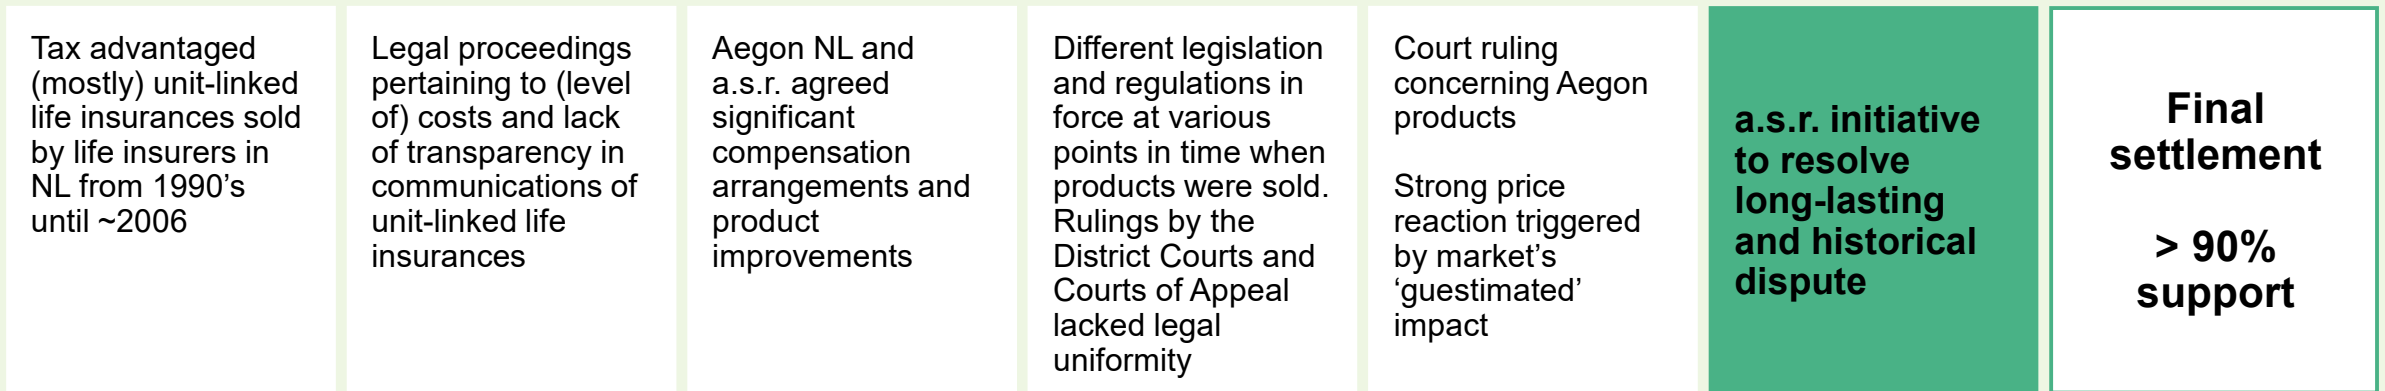 Tax advantaged
(mostly) unit-linked
life insurances sold
by life insurers in
NL from 1990’s
until ~2006
Legal proceedings
pertaining to (level
of) costs and lack
of transparency in
communications of
unit-linked life
insurances
Aegon NL and
a.s.r. agreed
significant
compensation
arrangements and
product
improvements
Different legislation
and regulations in
force at various
points in time when
products were sold.
Rulings by the
District Courts and
Courts of Appeal
lacked legal
uniformity
Court ruling
concerning Aegon
products
Strong price
reaction triggered
by market’s
‘guestimated’
impact
a.s.r. initiative
to resolve
long-lasting
and historical
dispute
Final
settlement
> 90%
support